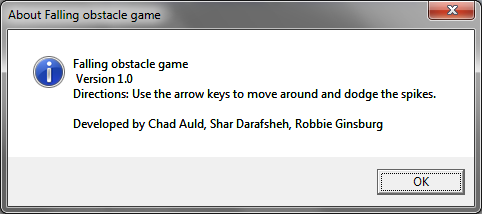 About Falling obstacle game
Falling obstacle game
Version 1.0
Directions: Use the arrow keys to move around and dodge the spikes.
Developed by Chad Auld, Shar Darafsheh, Robbie Ginsburg
OK